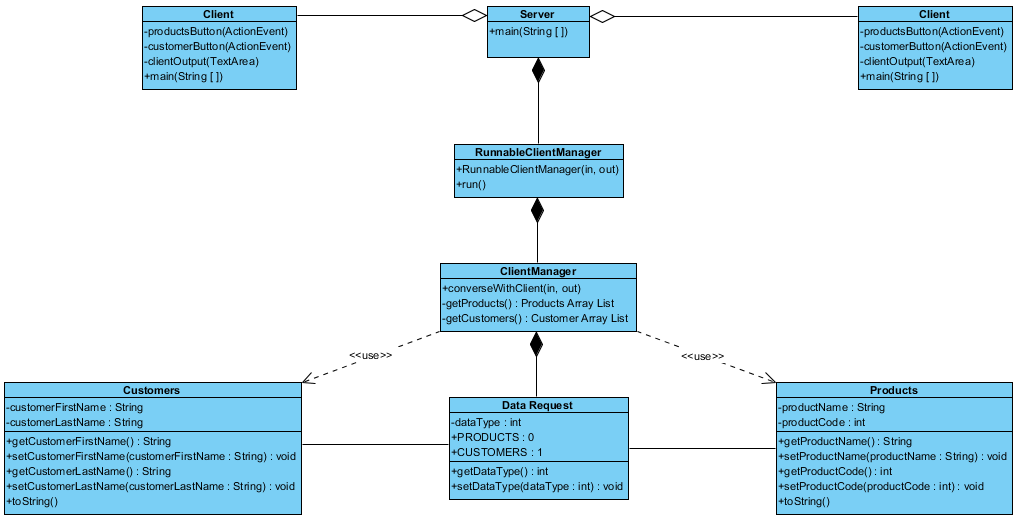 Client
-productsButton(ActionEvent)
-customerButton(ActionEvent)
-clientOutput(TextArea)
+main(String [ ])
Server
+main(String [ ])
Client
-productsButton(ActionEvent)
-customerButton(ActionEvent)
-clientOutput(TextArea)
+main(String [ ])
RunnableClientManager
+RunnableClientManager(in, out)
+run()
ClientManager
+converseWithClient(in, out)
-getProducts() : Products Array List
-getCustomers() : Customer Array List
<<use>>
<<use>>
Customers
-customerFirstName : String
-customerLastName : String
+getCustomerFirstName() : String
+setCustomerFirstName(customerFirstName : String) : void
+getCustomerLastName() : String
+setCustomerLastName(customerLastName : String) : void
+toString()
Data Request
-dataType : int
+PRODUCTS : 0
+CUSTOMERS : 1
+getDataType() : int
+setDataType(dataType : int) : void
Products
-productName : String
-productCode : int
+getProductName() : String
+setProductName(productName : String) : void
+getProductCode() : int
+setProductCode(productCode : int) : void
+toString()